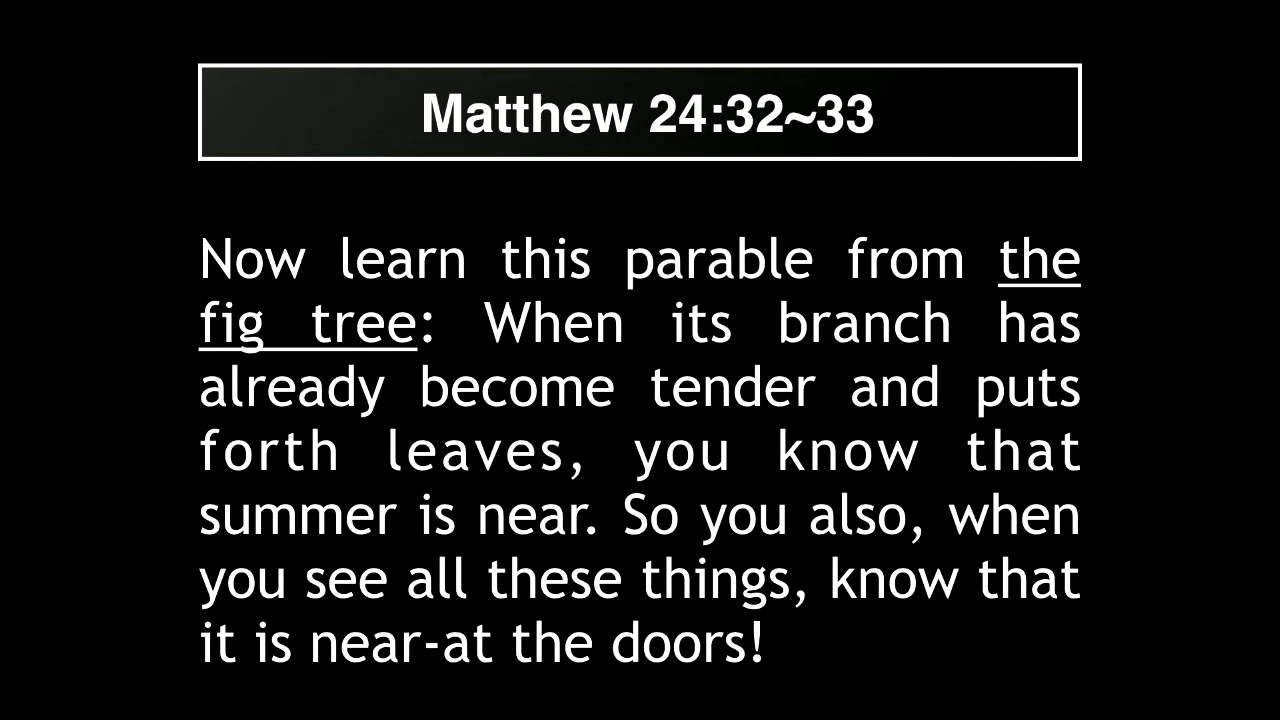 Matthew 24:32~33
Now learn this parable from the
fig tree: When its branch has
already become tender and puts
forth leaves, you know that
summer is near. So you also, when
you see all these things, know that
it is near-at the doors!